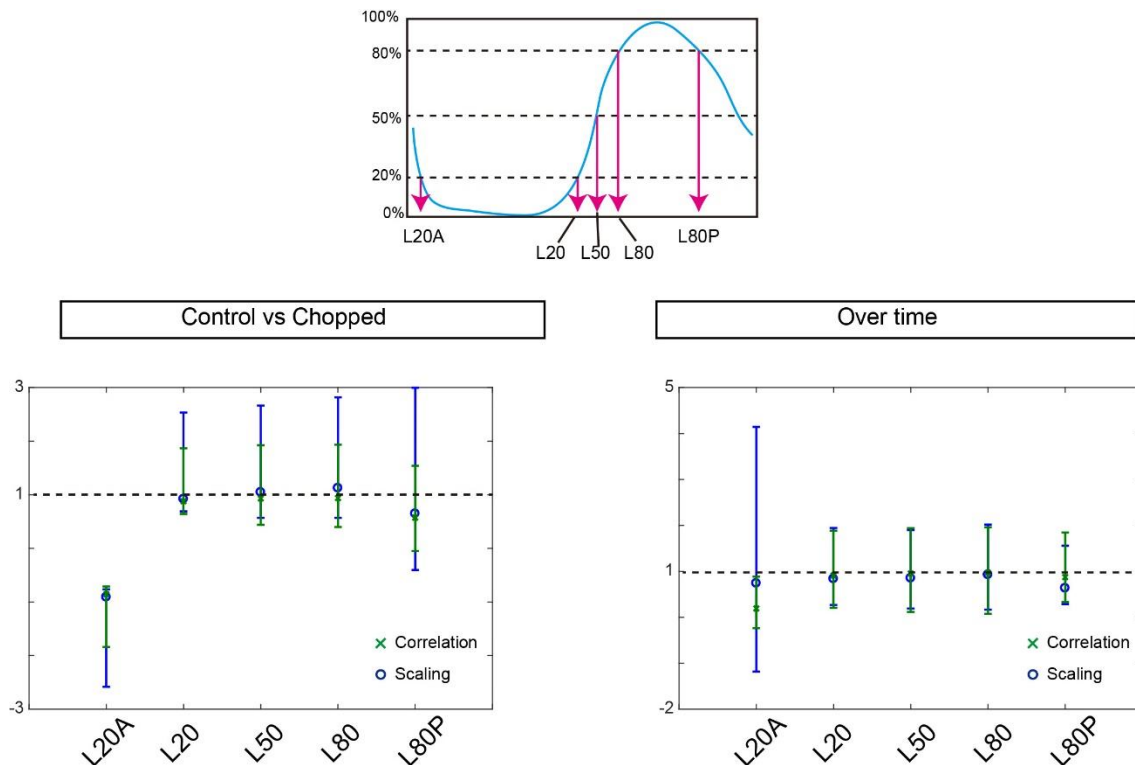 100%
80%
50%
20%
0%
L20A
L20
L50
L80
L80P
Control vs Chopped
Over time
3
1
-3
Correlation
Scaling
L20A
L20
L50
L80
L80P
5
1
-2
Correlation
Scaling
L20A
L20
L50
L80
L80P